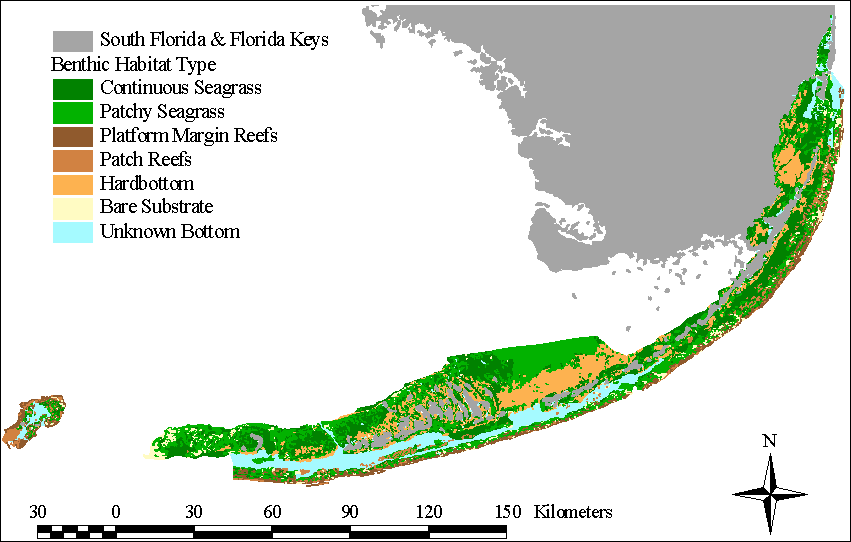 South Florida & Florida Keys
Benthic Habitat Type
Continuous Seagrass
Patchy Seagrass
Platform Margin Reefs
Patch Reefs
Hardbottom
Bare Substrate
Unknown Bottom
N
30 0 30 60 90 120 150 Kilometers